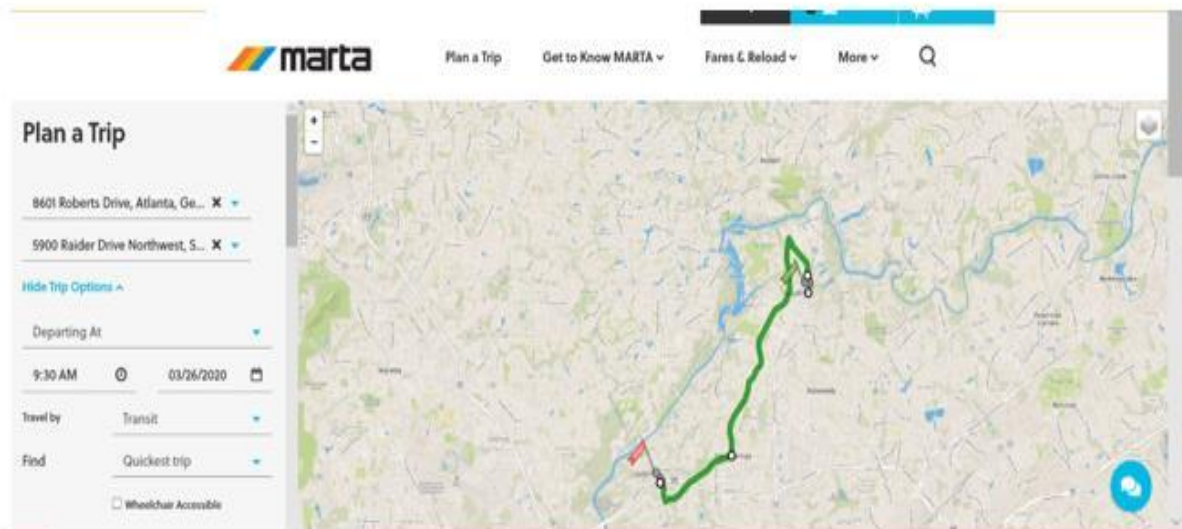 marta
Plan a Trip
Get to Know MARTA
Fares & Reload
More
Plan a Trip
8601 Roberts Drive, Atlanta, Ge...
5900 Raider Drive Northwest, S...
Hide Trip Options
Departing At
9:30 AM
03/26/2020
Travel by
Transit
Find
Quickest trip
Wheelchair Accessible
+
-